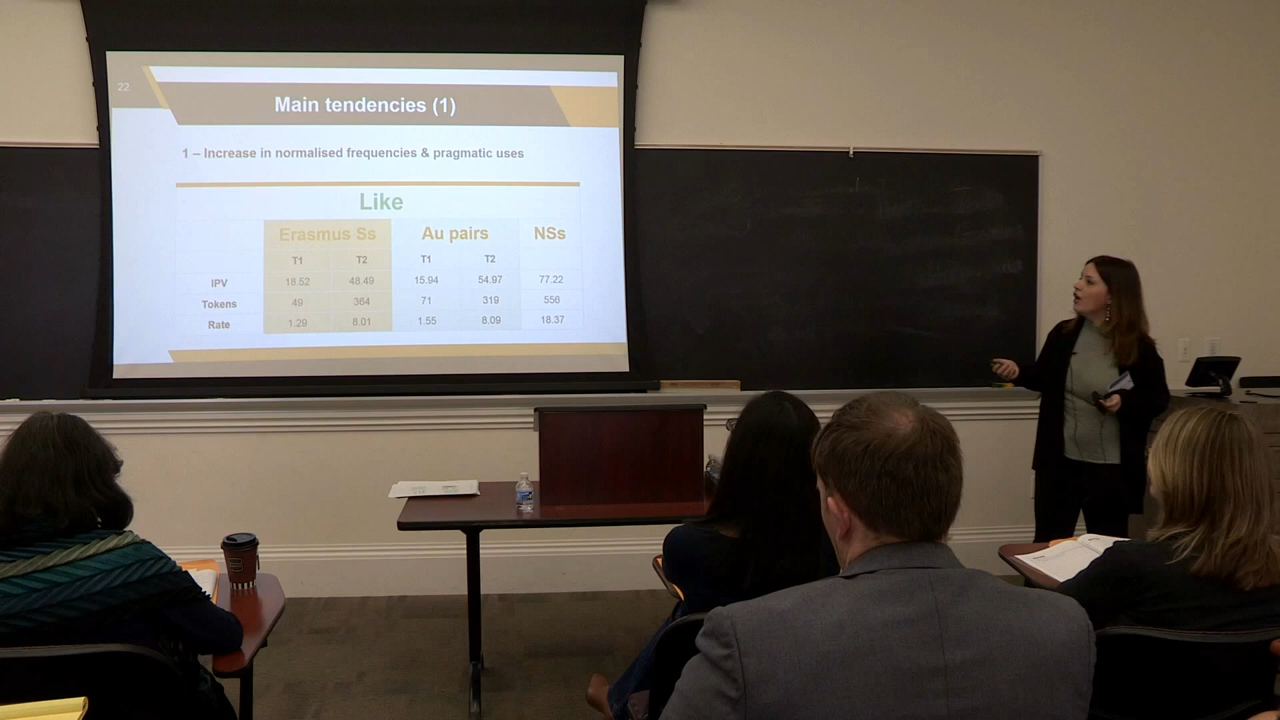 22
Main tendencies (1)
1 – Increase in normalised frequencies & pragmatic uses
Like
Erasmus Ss Au pairs NSs
T1 T2 T1 T2
IPV 18.52 48.49 15.94 54.97 77.22
Tokens 49 364 71 319 556
Rate 1.29 8.01 1.55 8.09 18.37